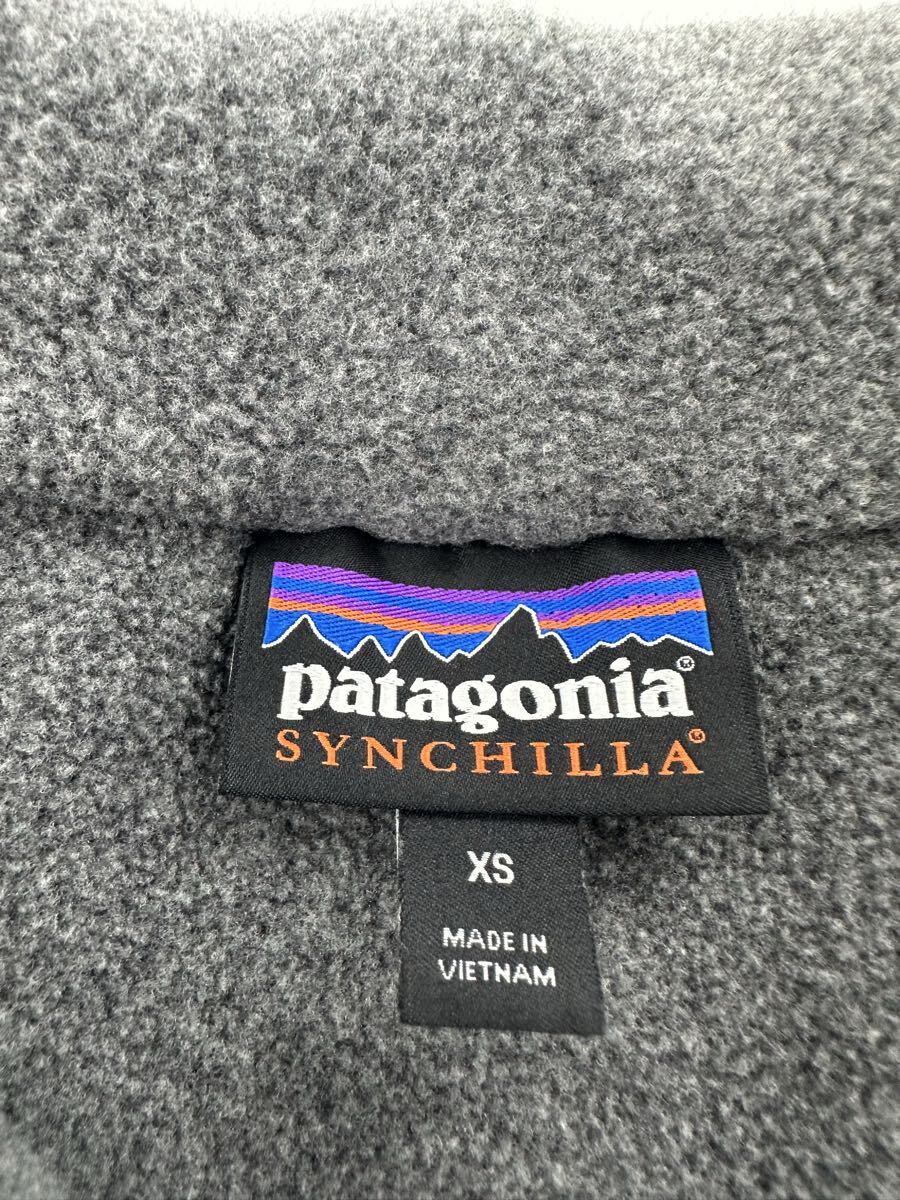 patagonia®
SYNCHILLA®
XS
MADE IN
VIETNAM